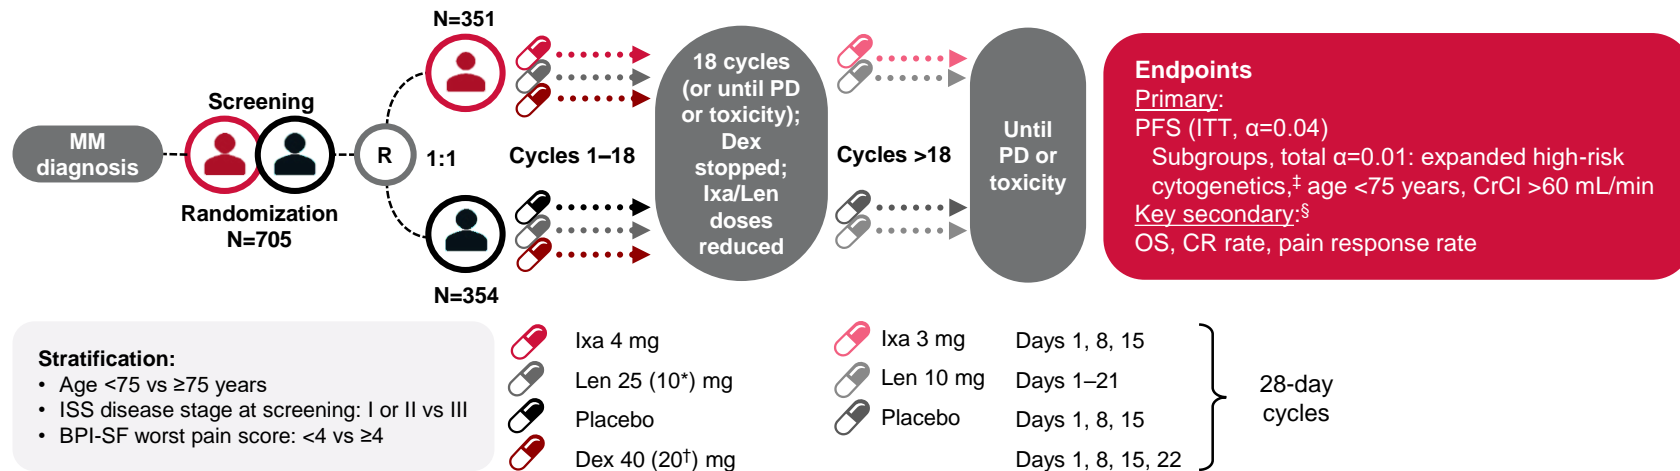 MM
diagnosis
Screening
Randomization
N=705
R
1:1
N=351
N=354
Cycles 1–18
18 cycles
(or until PD
or toxicity);
Dex
stopped;
Ixa/Len
doses
reduced
Cycles >18
Until
PD or
toxicity
Endpoints
Primary:
PFS (ITT, α=0.04)
Subgroups, total α=0.01: expanded high-risk
cytogenetics,‡ age <75 years, CrCl >60 mL/min
Key secondary:§
OS, CR rate, pain response rate
Stratification:
• Age <75 vs ≥75 years
• ISS disease stage at screening: I or II vs III
• BPI-SF worst pain score: <4 vs ≥4
Ixa 4 mg Ixa 3 mg Days 1, 8, 15
Len 25 (10*) mg Len 10 mg Days 1–21
Placebo Placebo Days 1, 8, 15
Dex 40 (20†) mg Days 1, 8, 15, 22
28-day
cycles